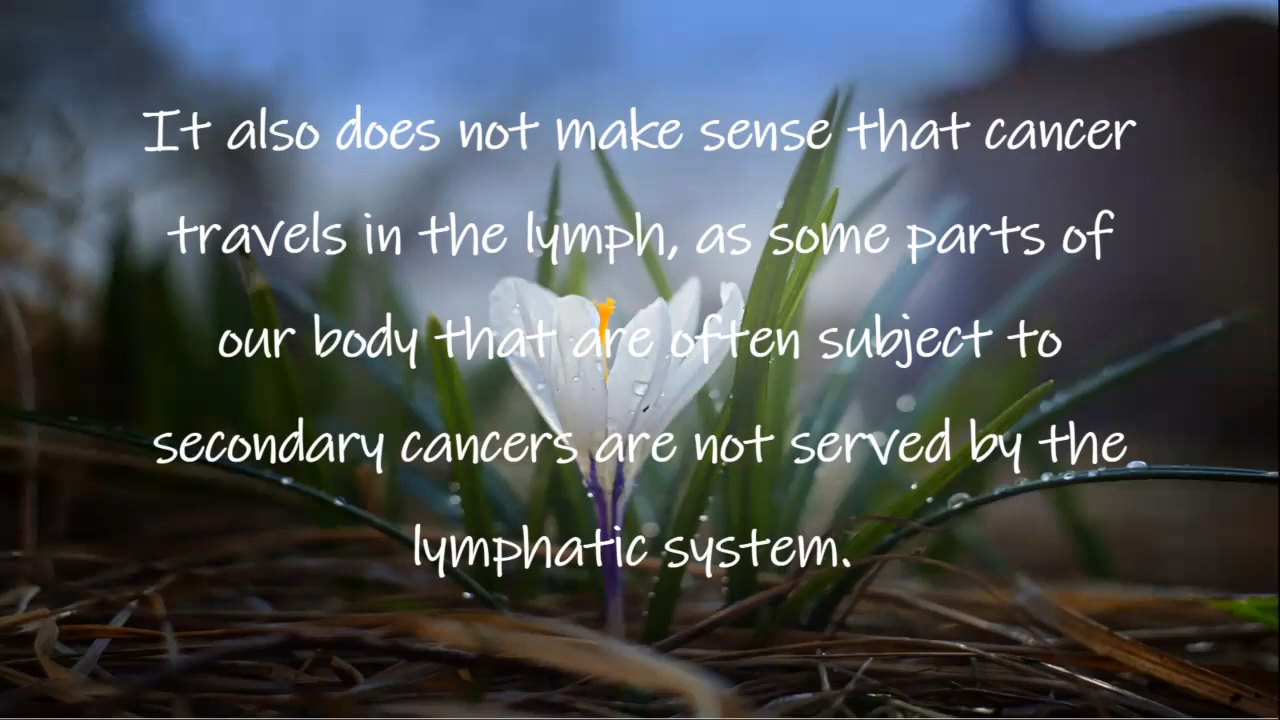 It also does not make sense that cancer
travels in the lymph, as some parts of
our body that are often subject to
secondary cancers are not served by the
lymphatic system.